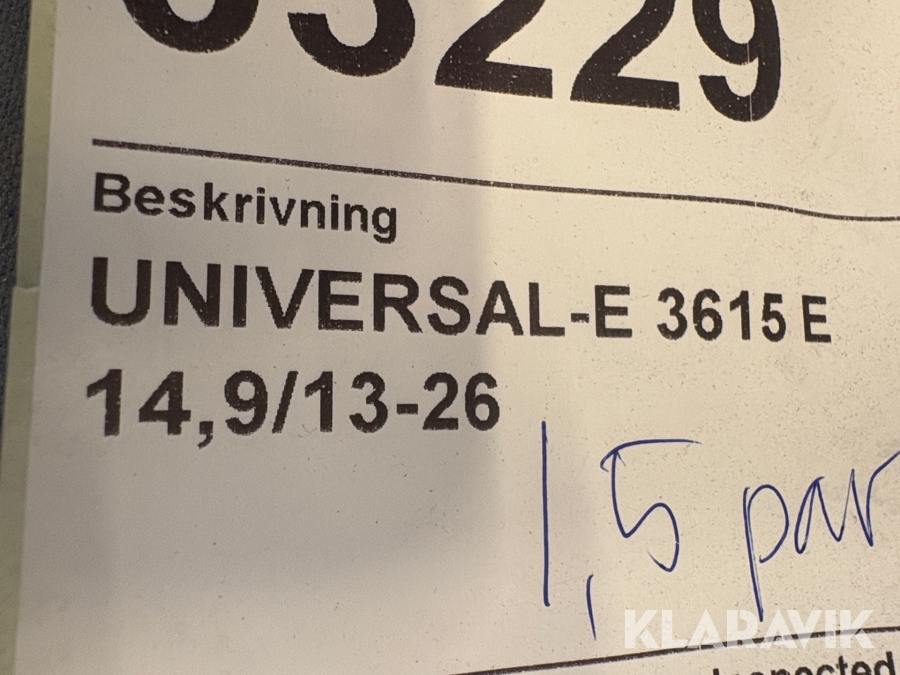 03229
Beskrivning
UNIVERSAL-E 3615 E
14,9/13-26
1,5 par
KLARAVIK